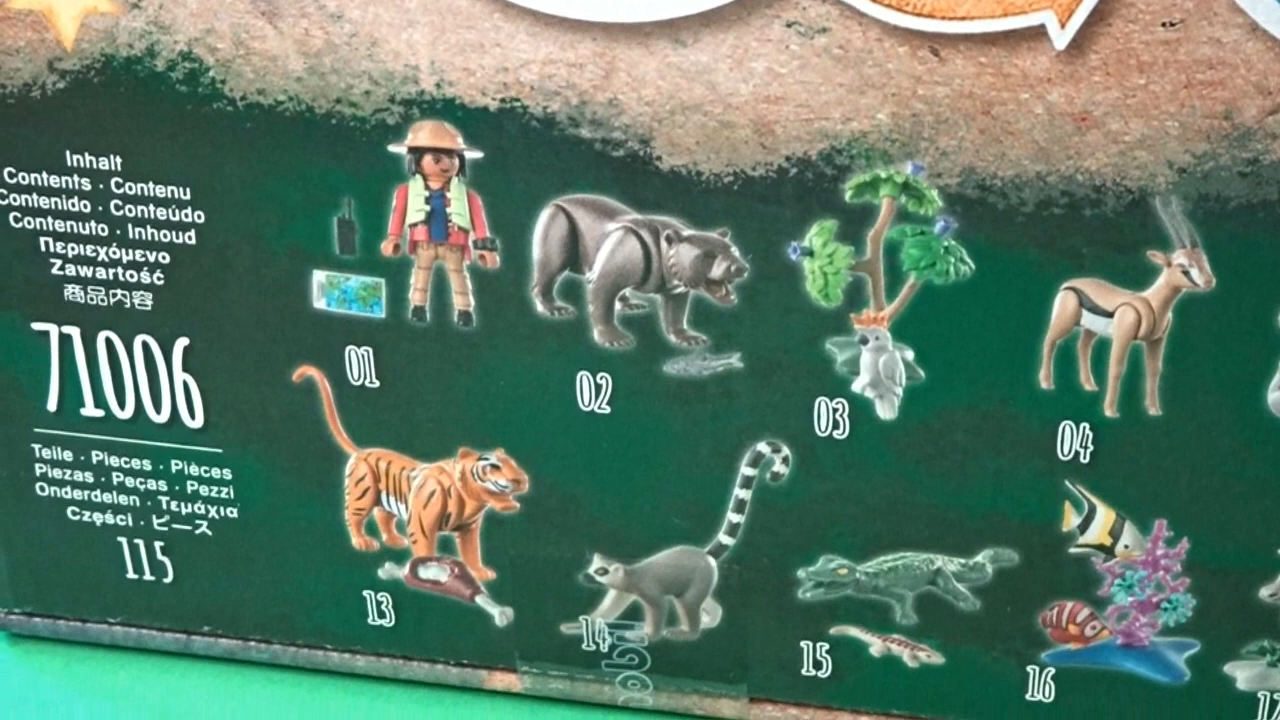 Inhalt
Contents · Contenu
Contenido · Conteúdo
Contenuto · Inhoud
Περιεχόμενο
Zawartość
商品内容
71006
Teile · Pieces · Pièces
Piezas · Peças · Pezzi
Onderdelen · Τεμάχια
Części · ピース
115
01
02
03
04
13
14
15
16